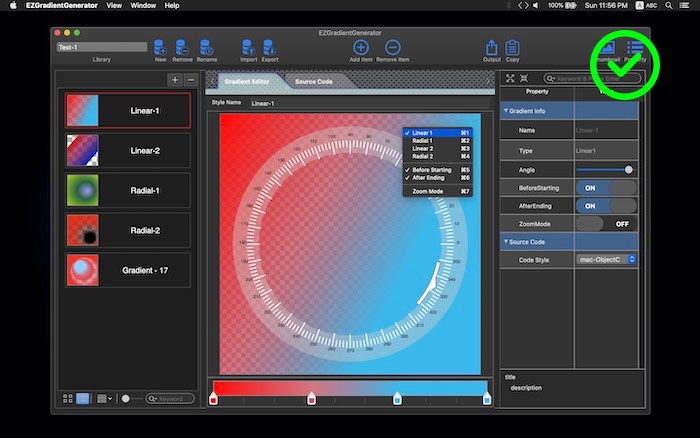 EZGradientGenerator View Window Help
100% Sun 11:56 PM A ABC
EZGradientGenerator
Test-1
Library New Remove Rename Import Export Add Item Remove Item Output Copy
Gradient Editor Source Code
Style Name Linear-1
Linear-1
Linear-2
Radial-1
Radial-2
Gradient - 17
Keyword
Linear 1 ⌘1
Radial 1 ⌘2
Linear 2 ⌘3
Radial 2 ⌘4
Before Starting ⌘5
After Ending ⌘6
Zoom Mode ⌘7
Property
Gradient Info
Name Linear-1
Type Linear1
Angle
BeforeStarting ON
AfterEnding ON
ZoomMode OFF
Source Code
Code Style mac-ObjectC
title
description